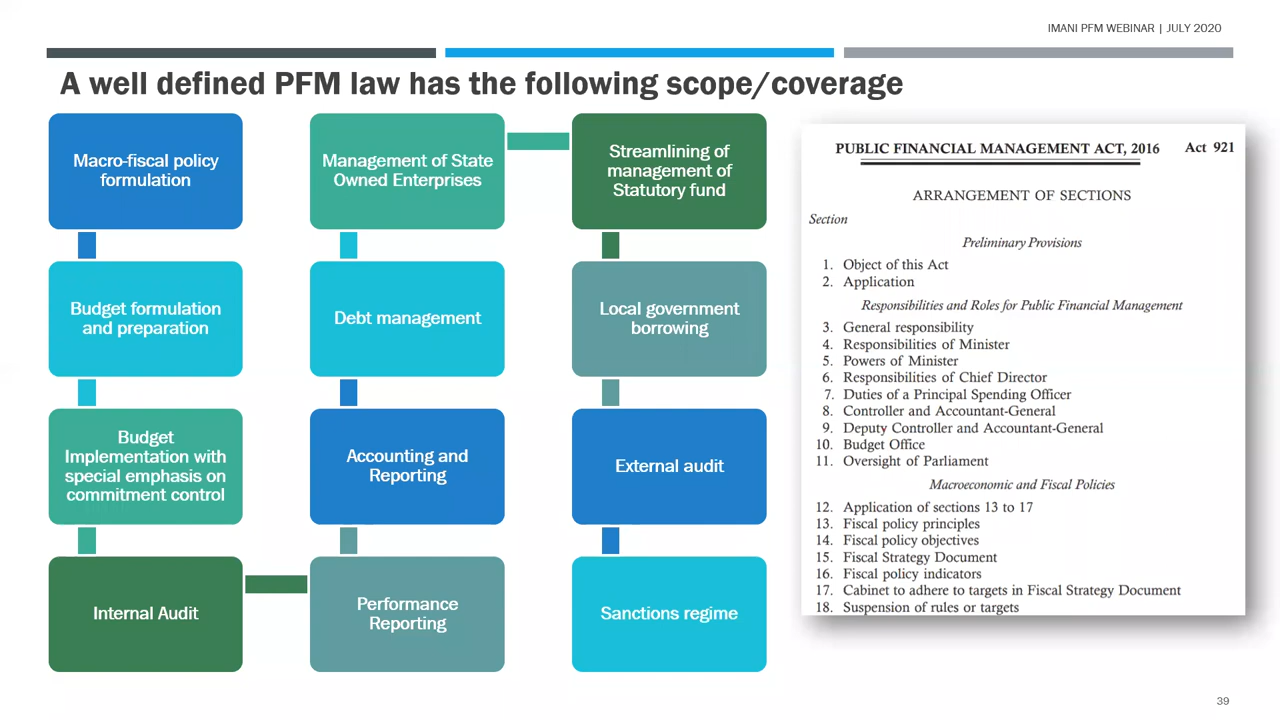 IMANI PFM WEBINAR | JULY 2020
A well defined PFM law has the following scope/coverage
Macro-fiscal policy
formulation
Budget formulation
and preparation
Budget
Implementation with
special emphasis on
commitment control
Internal Audit
Performance
Reporting
Accounting and
Reporting
Debt management
Management of State
Owned Enterprises
Streamlining of
management of
Statutory fund
Local government
borrowing
External audit
Sanctions regime
PUBLIC FINANCIAL MANAGEMENT ACT, 2016 Act 921
ARRANGEMENT OF SECTIONS
Section
Preliminary Provisions
1. Object of this Act
2. Application
Responsibilities and Roles for Public Financial Management
3. General responsibility
4. Responsibilities of Minister
5. Powers of Minister
6. Responsibilities of Chief Director
7. Duties of a Principal Spending Officer
8. Controller and Accountant-General
9. Deputy Controller and Accountant-General
10. Budget Office
11. Oversight of Parliament
Macroeconomic and Fiscal Policies
12. Application of sections 13 to 17
13. Fiscal policy principles
14. Fiscal policy objectives
15. Fiscal Strategy Document
16. Fiscal policy indicators
17. Cabinet to adhere to targets in Fiscal Strategy Document
18. Suspension of rules or targets
39